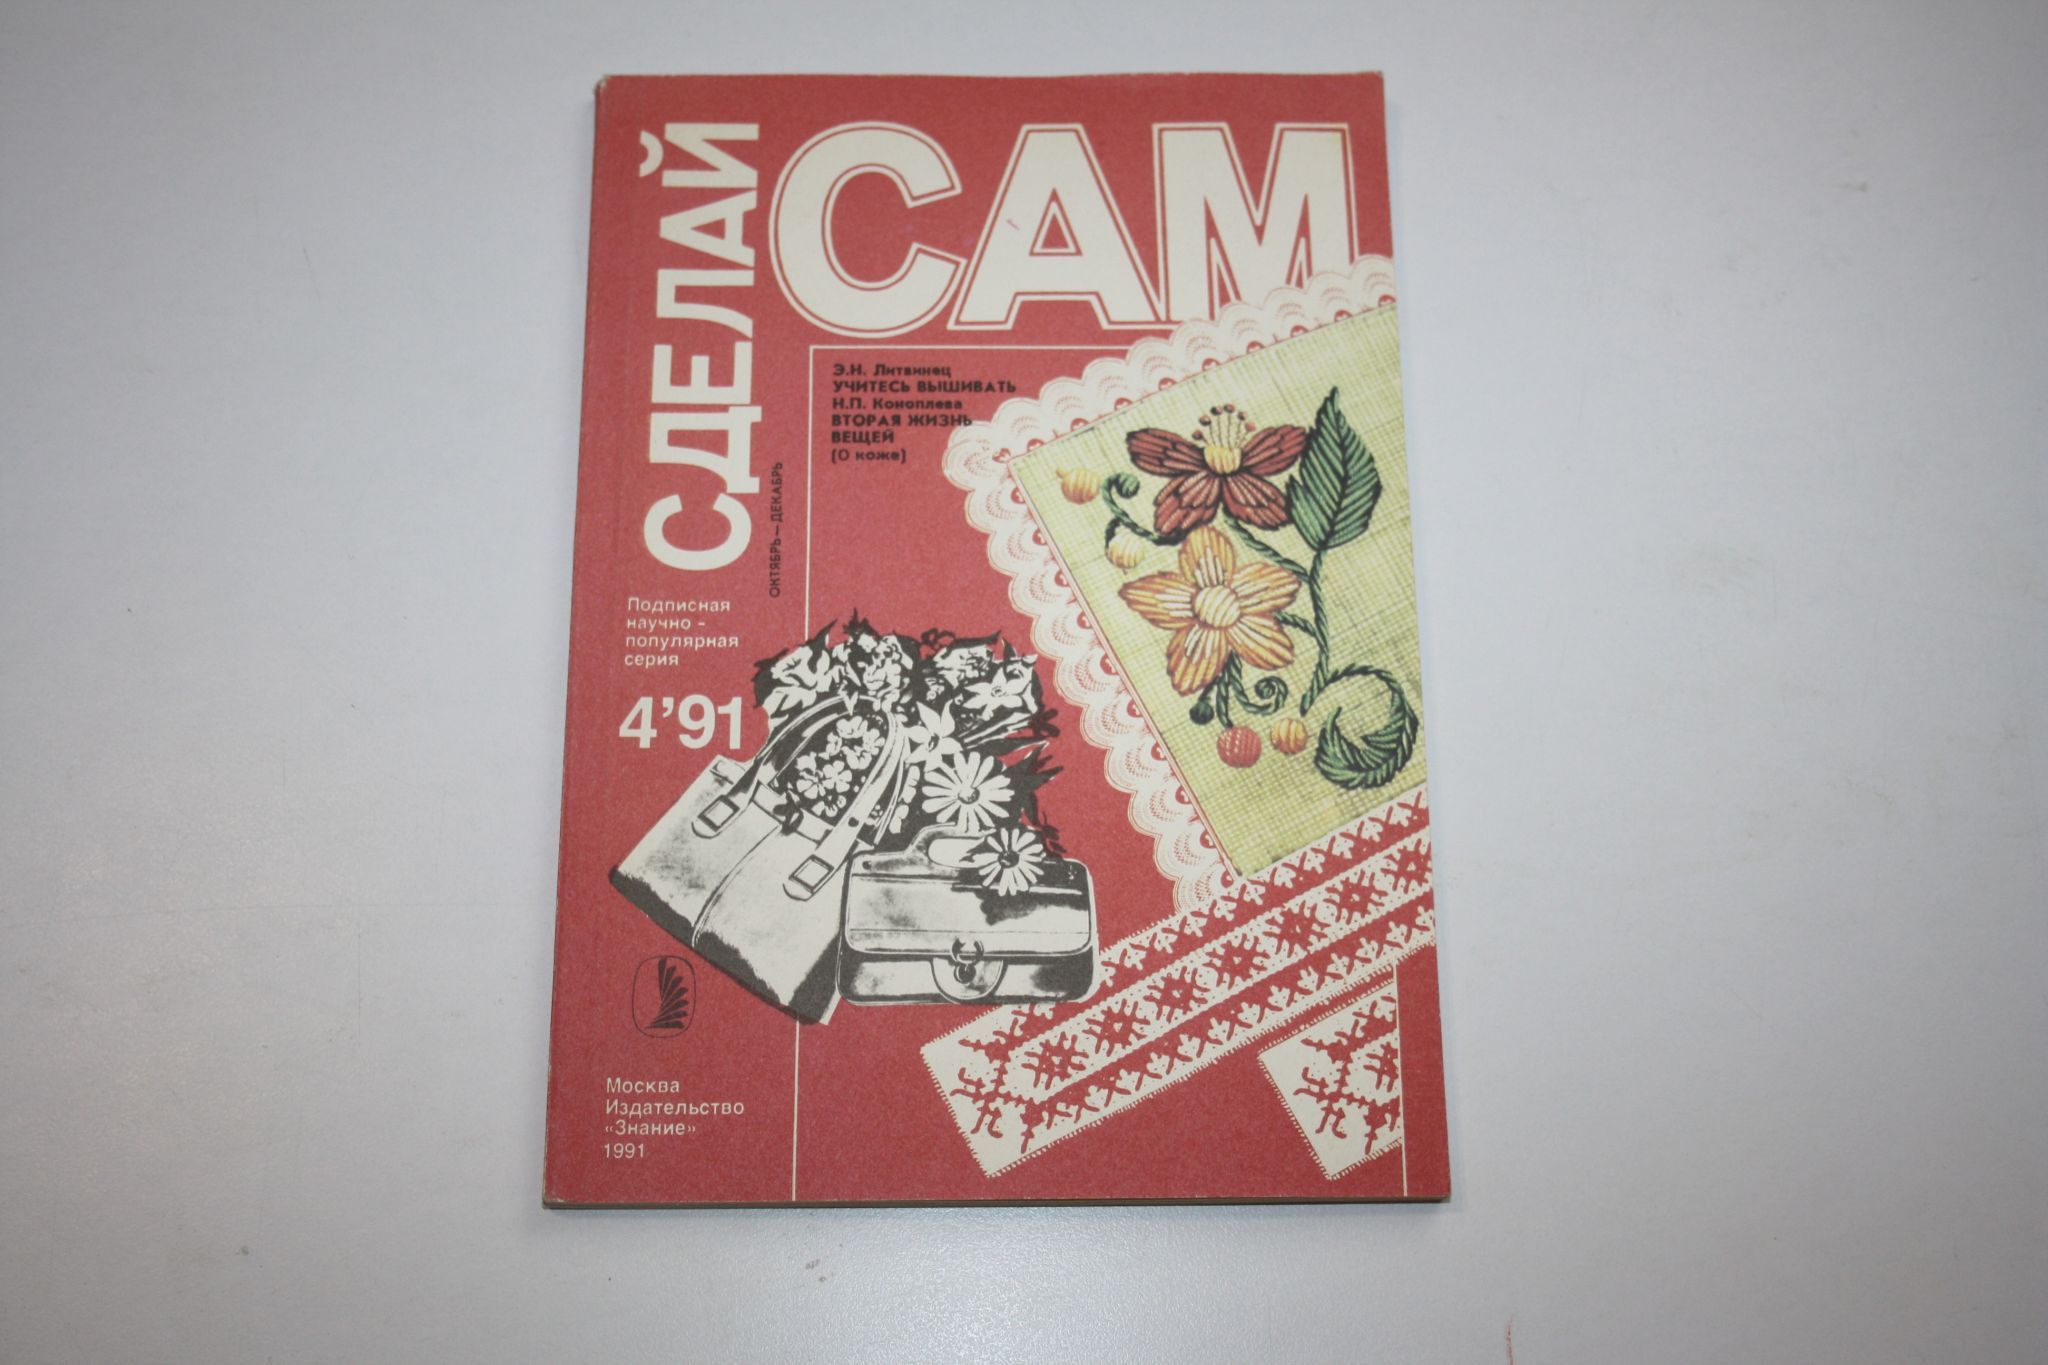 СДЕЛАЙ
САМ
Э.Н. Литвинец
УЧИТЕСЬ ВЫШИВАТЬ
Н.П. Коноплева
ВТОРАЯ ЖИЗНЬ
ВЕЩЕЙ
(О коже)
ОКТЯБРЬ—ДЕКАБРЬ
Подписная
научно -
популярная
серия
4'91
Москва
Издательство
«Знание»
1991